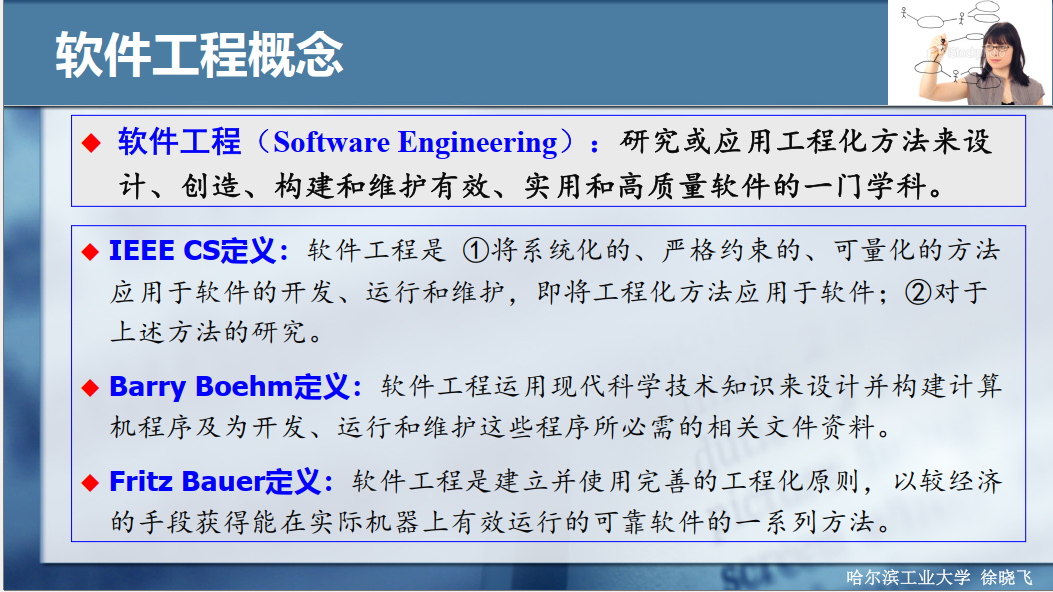 软件工程概念
◆ 软件工程（Software Engineering）：研究或应用工程化方法来设
计、创造、构建和维护有效、实用和高质量软件的一门学科。
◆ IEEE CS定义：软件工程是 ①将系统化的、严格约束的、可量化的方法
应用于软件的开发、运行和维护，即将工程化方法应用于软件；②对于
上述方法的研究。
◆ Barry Boehm定义：软件工程运用现代科学技术知识来设计并构建计算
机程序及为开发、运行和维护这些程序所必需的相关文件资料。
◆ Fritz Bauer定义：软件工程是建立并使用完善的工程化原则，以较经济
的手段获得能在实际机器上有效运行的可靠软件的一系列方法。
哈尔滨工业大学 徐晓飞